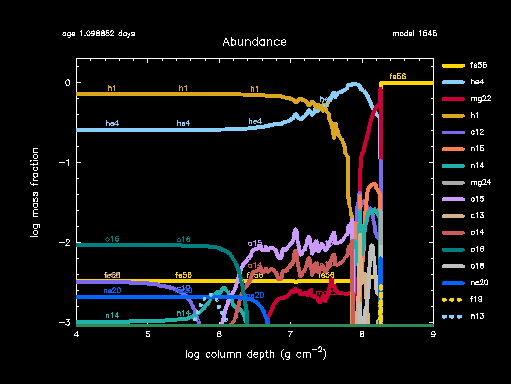 age 1.098852 days
model 1645
Abundance
log mass fraction
0
−1
−2
−3
4
5
6
7
8
9
log column depth (g cm−2)
h1
h1
h1
he4
he4
he4
he4
fe56
o16
o16
o15
o14
fe56
fe56
fe56
fe56
ne20
ne20
n14
n13
fe56
he4
mg22
h1
c12
n15
n14
mg24
o15
c13
o14
o16
o18
ne20
f19
n13